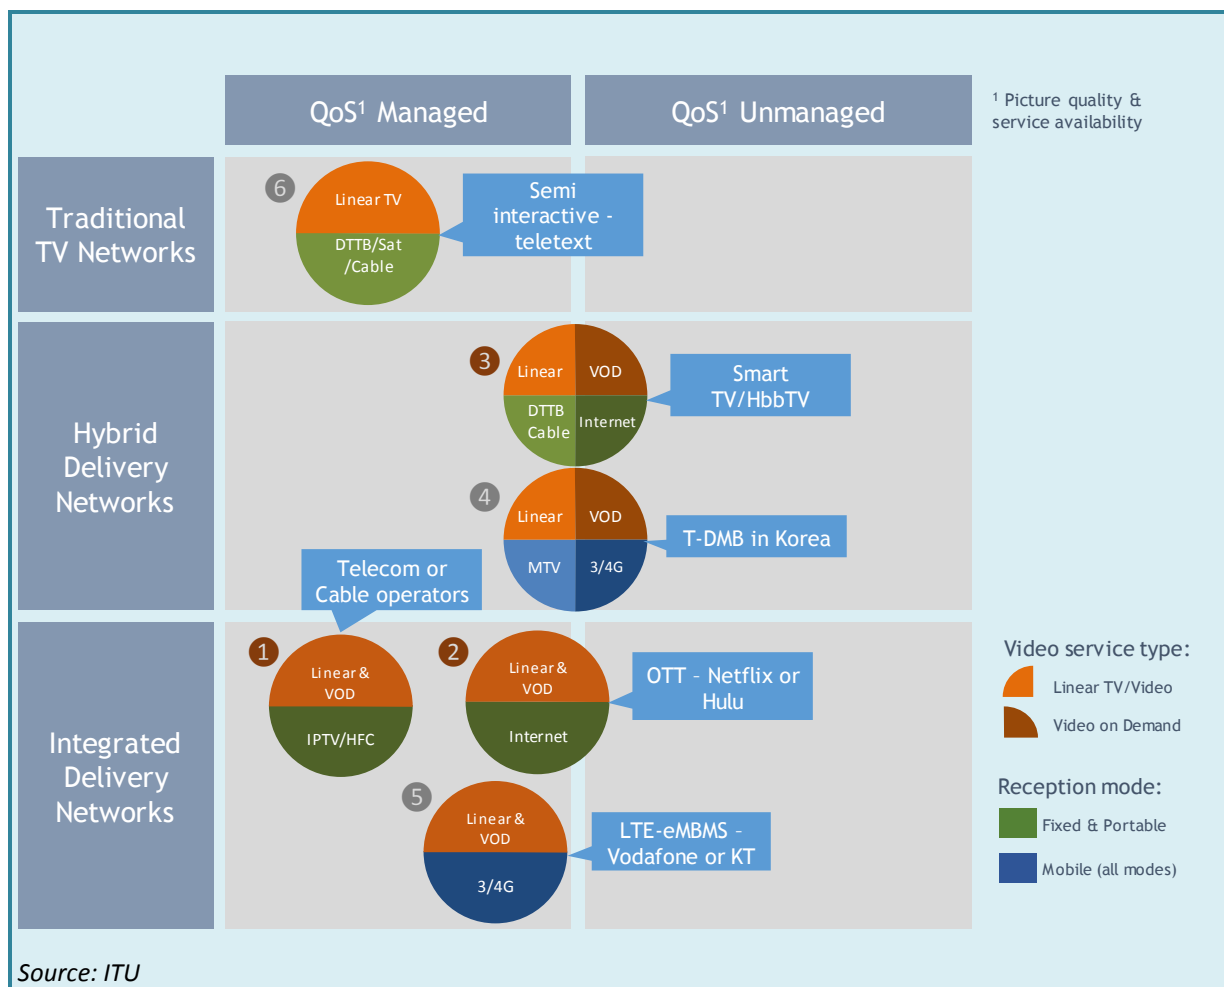 QoS¹ Managed
QoS¹ Unmanaged
¹ Picture quality &
service availability
Traditional
TV Networks
6
Linear TV
DTTB/Sat
/Cable
Semi
interactive -
teletext
Hybrid
Delivery
Networks
3
Linear
VOD
DTTB
Cable
Internet
Smart
TV/HbbTV
4
Linear
VOD
MTV
3/4G
T-DMB in Korea
Telecom or
Cable operators
Integrated
Delivery
Networks
1
Linear &
VOD
IPTV/HFC
2
Linear &
VOD
Internet
OTT – Netflix or
Hulu
5
Linear &
VOD
3/4G
LTE-eMBMS –
Vodafone or KT
Video service type:
Linear TV/Video
Video on Demand
Reception mode:
Fixed & Portable
Mobile (all modes)
Source: ITU